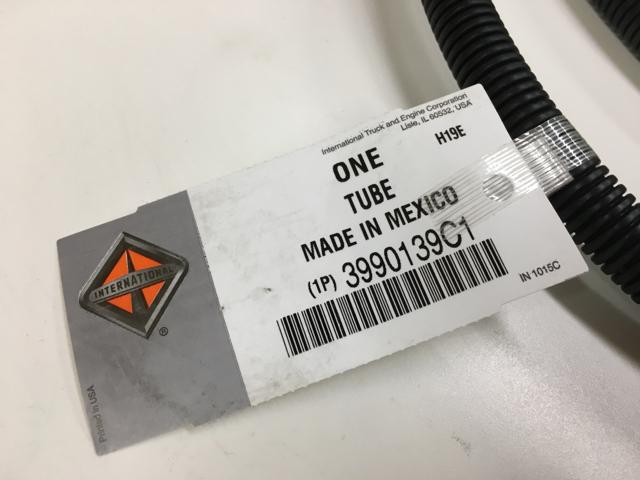 International Truck and Engine Corporation
Lisle, IL 60532, USA
H19E
ONE
TUBE
MADE IN MEXICO
(1P) 3990139C1
IN 1015C
INTERNATIONAL
®
Printed in USA